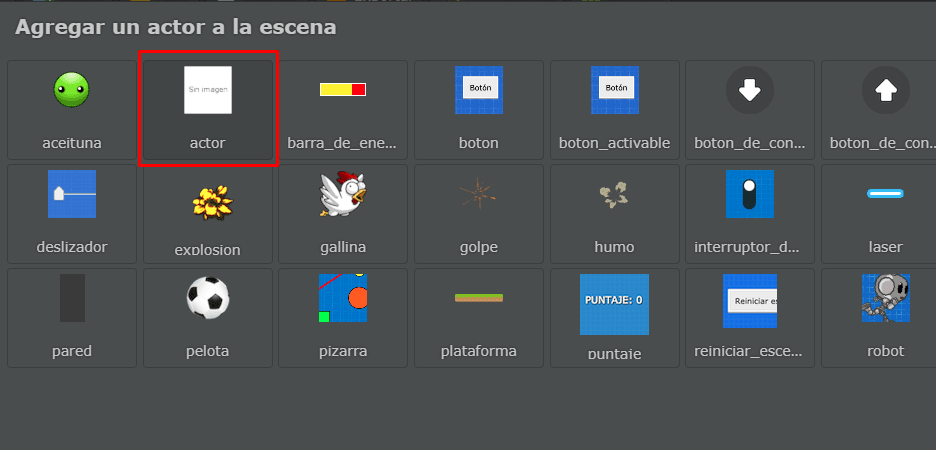 Agregar un actor a la escena
Sin imagen
Botón
Botón
aceituna
actor
barra_de_ene...
boton
boton_activable
boton_de_con...
boton_de_con...
deslizador
explosion
gallina
golpe
humo
interruptor_d...
laser
PUNTAJE: 0
Reiniciar es
pared
pelota
pizarra
plataforma
puntaje
reiniciar_esce...
robot